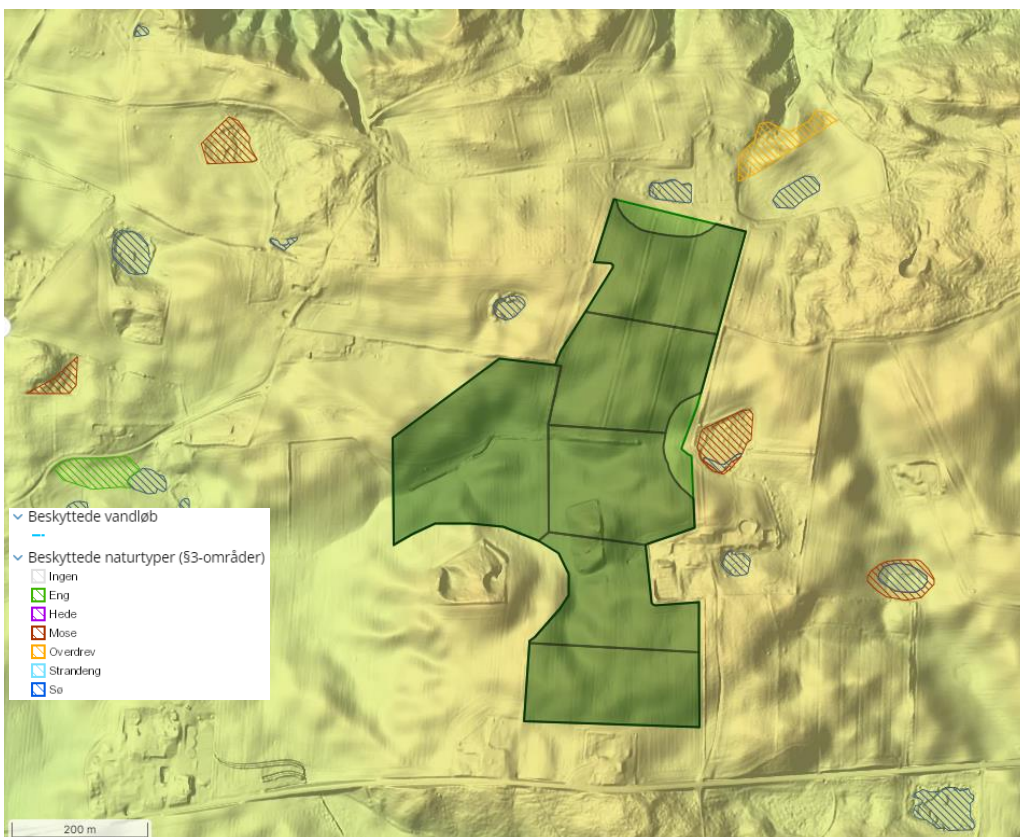 Beskyttede vandløb
Beskyttede naturtyper (§3-områder)
Ingen
Eng
Hede
Mose
Overdrev
Strandeng
Sø
200 m